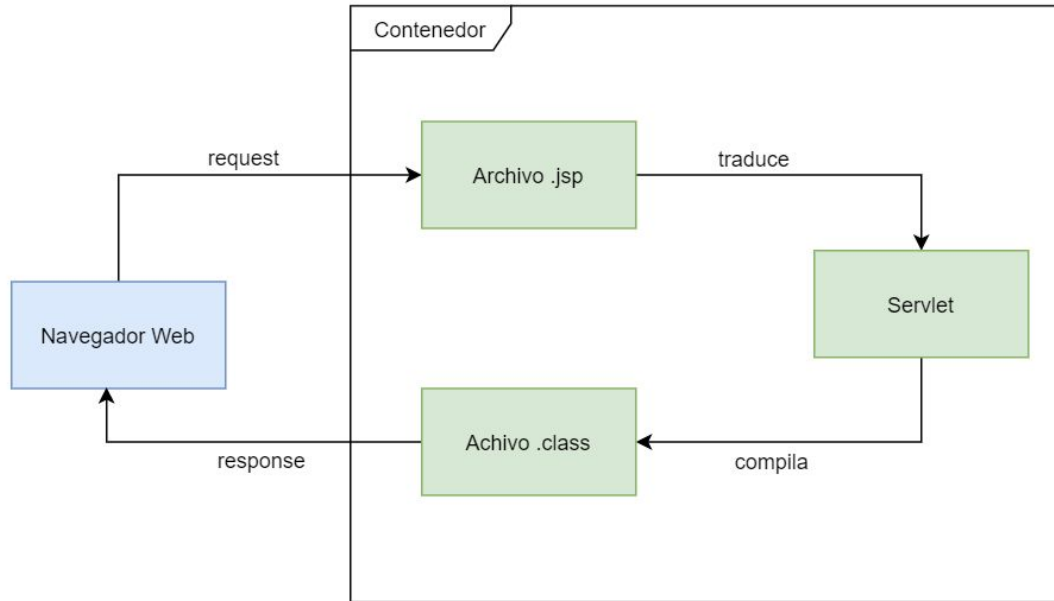 Contenedor
request
Archivo .jsp
traduce
Navegador Web
Servlet
Achivo .class
response
compila